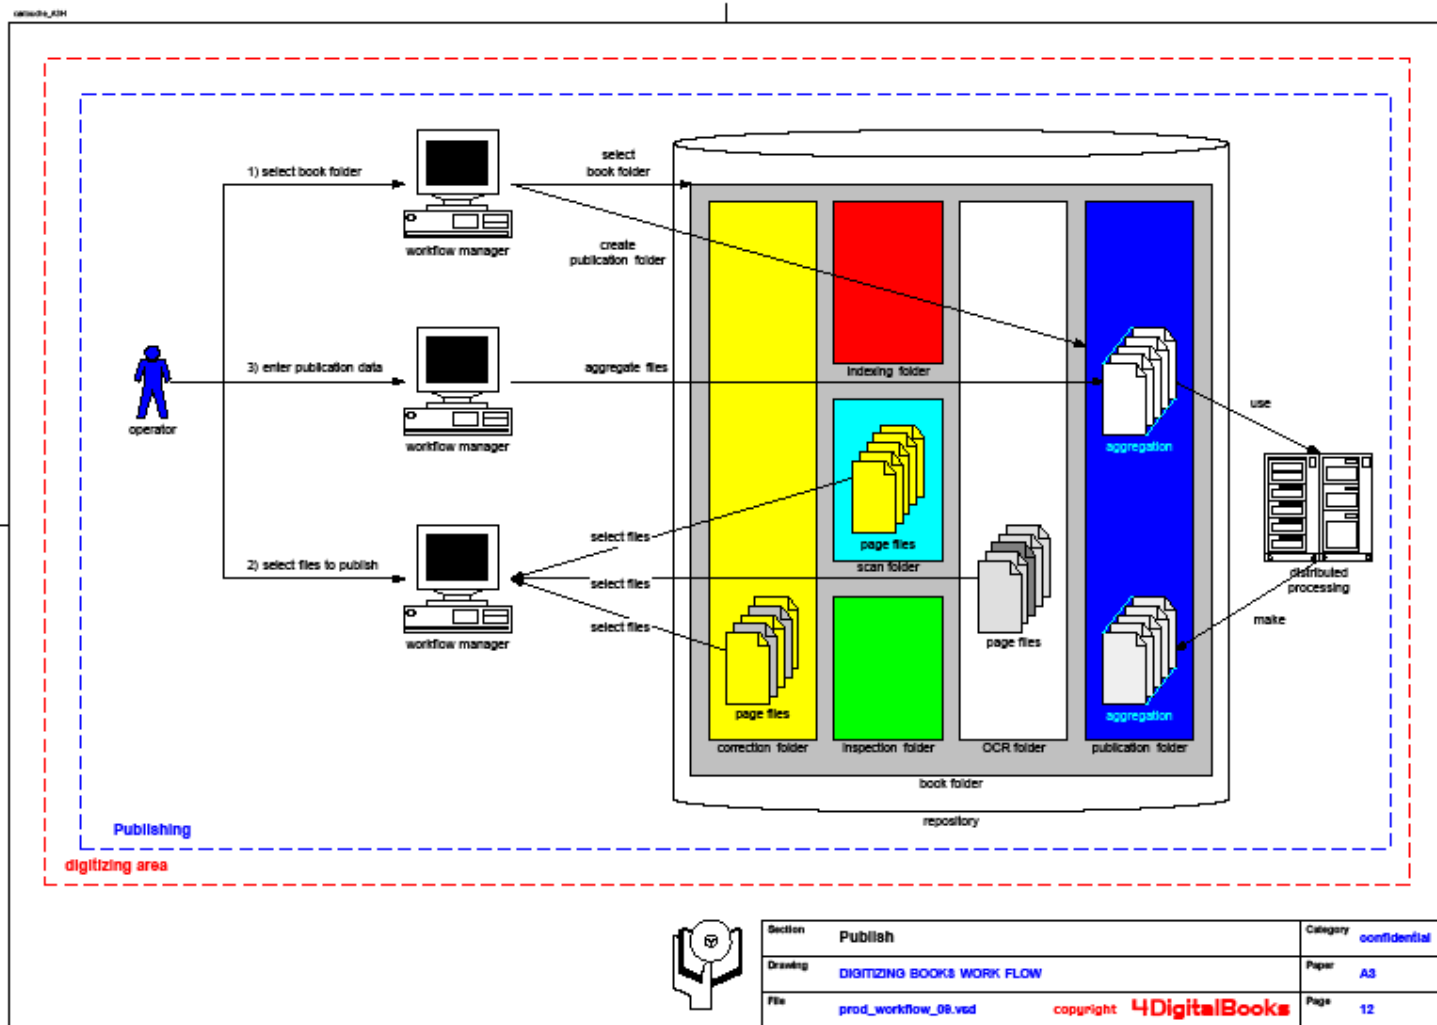 1) select book folder
select
book folder
workflow manager
create
publication folder
3) enter publication data
aggregate files
indexing folder
operator
workflow manager
aggregation
use
select files
page files
2) select files to publish
scan folder
select files
distributed
processing
select files
page files
make
workflow manager
page files
aggregation
correction folder
inspection folder
OCR folder
publication folder
book folder
repository
Publishing
digitizing area
Section
Publish
Category
confidential
Drawing
DIGITIZING BOOKS WORK FLOW
Paper
A3
File
prod_workflow_09.vsd
copyright 4DigitalBooks
Page
12